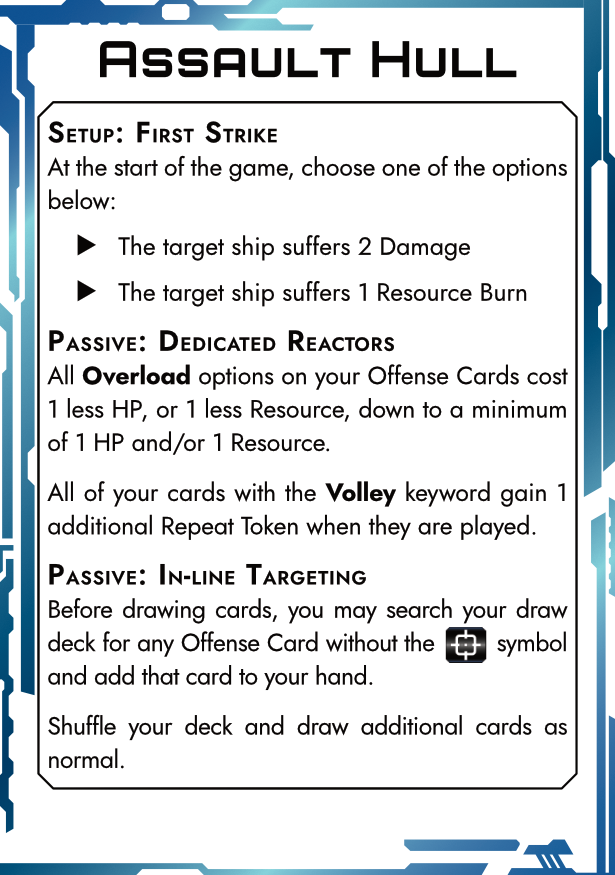 Assault Hull
Setup: First Strike
At the start of the game, choose one of the options
below:
▶ The target ship suffers 2 Damage
▶ The target ship suffers 1 Resource Burn
Passive: Dedicated Reactors
All Overload options on your Offense Cards cost
1 less HP, or 1 less Resource, down to a minimum
of 1 HP and/or 1 Resource.
All of your cards with the Volley keyword gain 1
additional Repeat Token when they are played.
Passive: In-line Targeting
Before drawing cards, you may search your draw
deck for any Offense Card without the symbol
and add that card to your hand.
Shuffle your deck and draw additional cards as
normal.